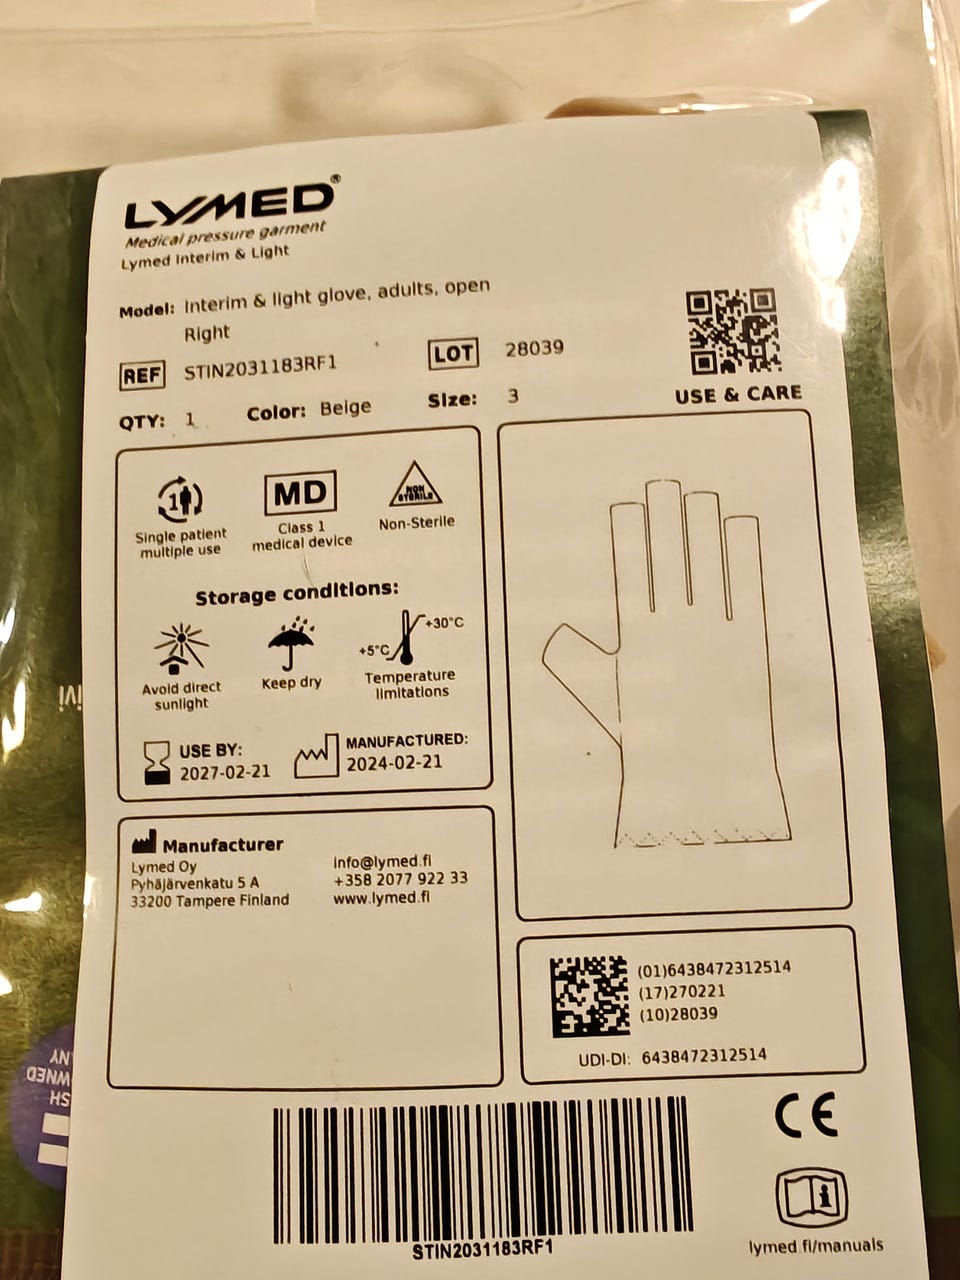 LYMED®
Medical pressure garment
Lymed Interim & Light
Model: Interim & light glove, adults, open
Right
REF STIN2031183RF1 LOT 28039
QTY: 1 Color: Beige Size: 3
USE & CARE
1
Single patient
multiple use
MD
Class 1
medical device
NON
STERILE
Non-Sterile
Storage conditions:
Avoid direct
sunlight
Keep dry
+5°C
+30°C
Temperature
limitations
USE BY:
2027-02-21
MANUFACTURED:
2024-02-21
Manufacturer
Lymed Oy
Pyhäjärvenkatu 5 A
33200 Tampere Finland
info@lymed.fi
+358 2077 922 33
www.lymed.fi
(01)6438472312514
(17)270221
(10)28039
UDI-DI: 6438472312514
STIN2031183RF1
CE
i
lymed.fi/manuals